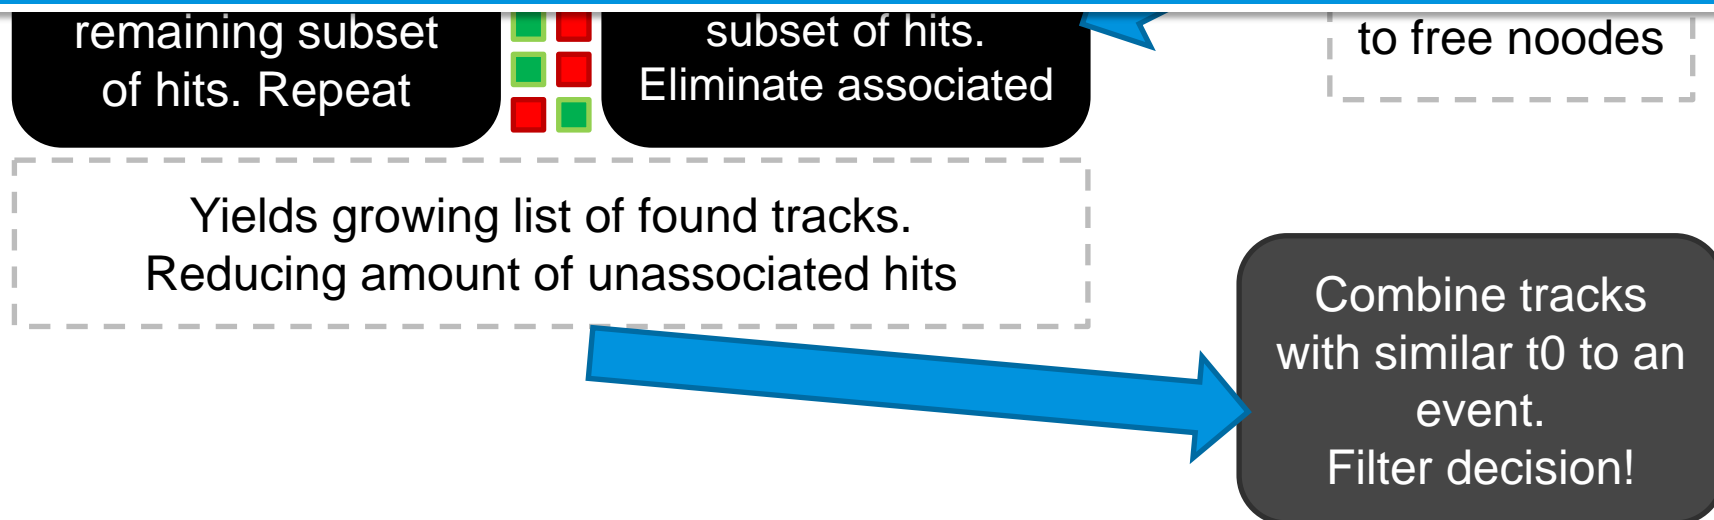 remaining subset
of hits. Repeat
subset of hits.
Eliminate associated
to free noodes
Yields growing list of found tracks.
Reducing amount of unassociated hits
Combine tracks
with similar t0 to an
event.
Filter decision!